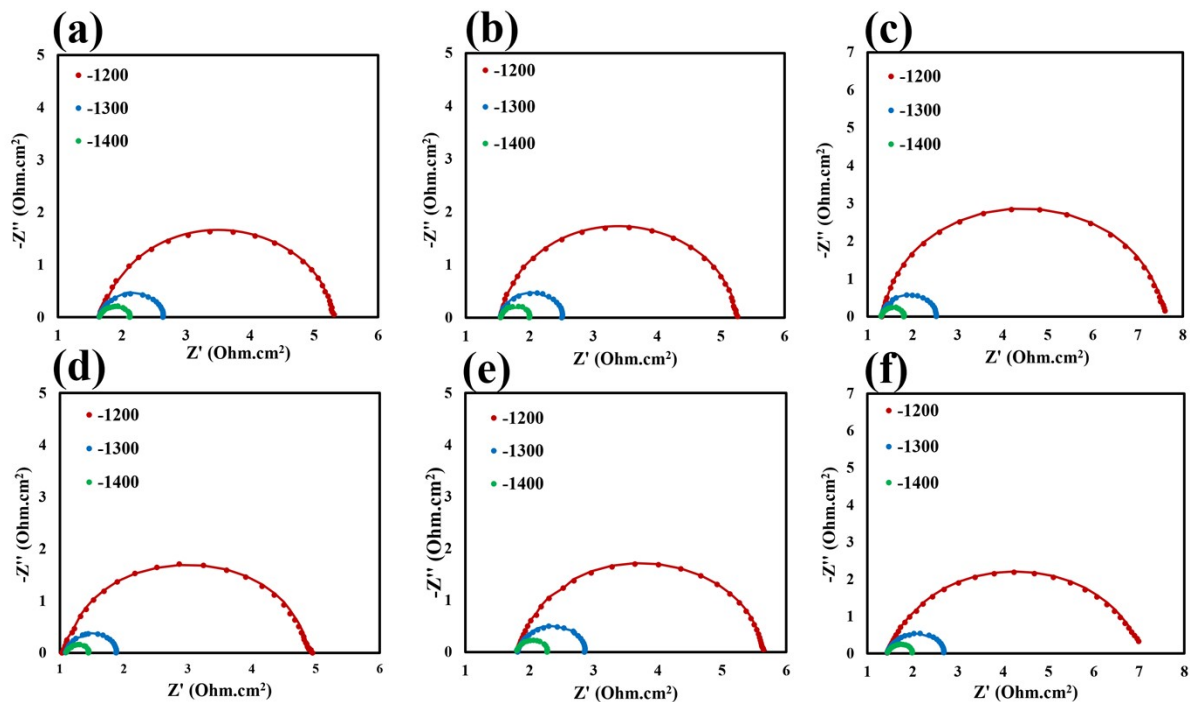 (a)
5
4
3
2
1
0
-Z'' (Ohm.cm²)
-1200
-1300
-1400
1 2 3 4 5 6
Z' (Ohm.cm²)
(b)
5
4
3
2
1
0
-Z'' (Ohm.cm²)
-1200
-1300
-1400
1 2 3 4 5 6
Z' (Ohm.cm²)
(c)
7
6
5
4
3
2
1
0
-Z'' (Ohm.cm²)
-1200
-1300
-1400
1 2 3 4 5 6 7 8
Z' (Ohm.cm²)
(d)
5
4
3
2
1
0
-Z'' (Ohm.cm²)
-1200
-1300
-1400
1 2 3 4 5 6
Z' (Ohm.cm²)
(e)
5
4
3
2
1
0
-Z'' (Ohm.cm²)
-1200
-1300
-1400
1 2 3 4 5 6
Z' (Ohm.cm²)
(f)
7
6
5
4
3
2
1
0
-Z'' (Ohm.cm²)
-1200
-1300
-1400
1 2 3 4 5 6 7 8
Z' (Ohm.cm²)